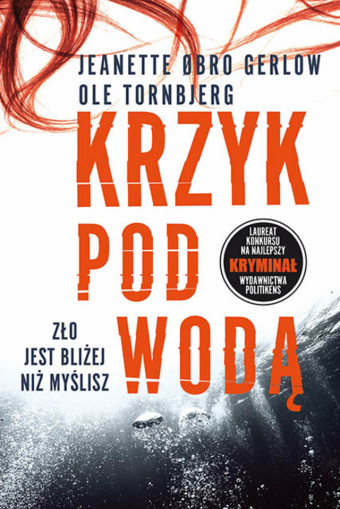 JEANETTE ØBRO GERLOW
OLE TORNBJERG
KRZYK
POD
WODĄ
LAUREAT
KONKURSU
NA NAJLEPSZY
KRYMINAŁ
WYDAWNICTWA
POLITIKENS
ZŁO
JEST BLIŻEJ
NIŻ MYŚLISZ